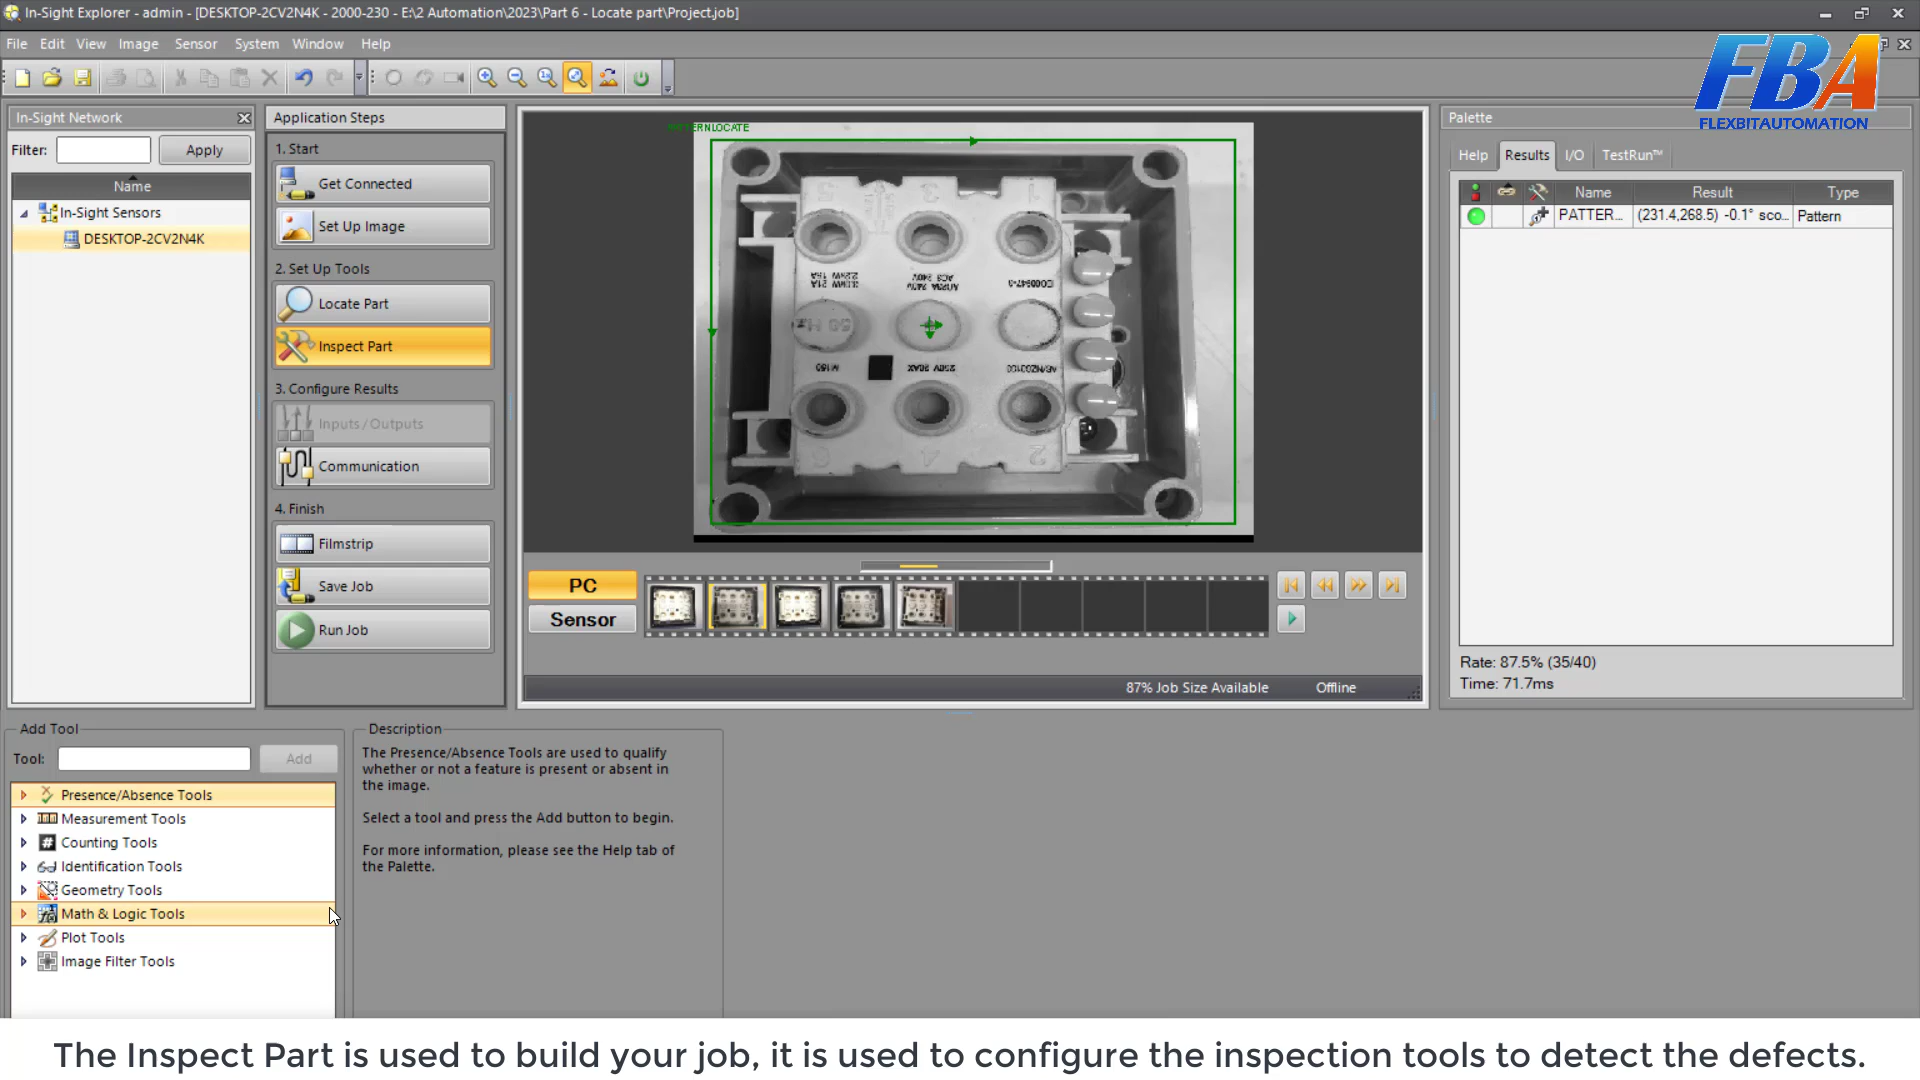 In-Sight Explorer - admin - [DESKTOP-2CV2N4K - 2000-230 - E:\2 Automation\2023\Part 6 - Locate part\Project.job]
File Edit View Image Sensor System Window Help
FBA
FLEXBITAUTOMATION
In-Sight Network
Filter:
Apply
Name
In-Sight Sensors
DESKTOP-2CV2N4K
Application Steps
1. Start
Get Connected
Set Up Image
2. Set Up Tools
Locate Part
Inspect Part
3. Configure Results
Inputs/Outputs
Communication
4. Finish
Filmstrip
Save Job
Run Job
5 3 1
50 Hz
M150
6 4 2
PC
Sensor
87% Job Size Available Offline
Palette
Help Results I/O TestRun™
Name Result Type
PATTER... (231.4,268.5) -0.1° sco... Pattern
Rate: 87.5% (35/40)
Time: 71.7ms
Add Tool
Tool:
Add
Presence/Absence Tools
Measurement Tools
Counting Tools
Identification Tools
Geometry Tools
Math & Logic Tools
Plot Tools
Image Filter Tools
Description
The Presence/Absence Tools are used to qualify
whether or not a feature is present or absent in
the image.
Select a tool and press the Add button to begin.
For more information, please see the Help tab of
the Palette.
The Inspect Part is used to build your job, it is used to configure the inspection tools to detect the defects.